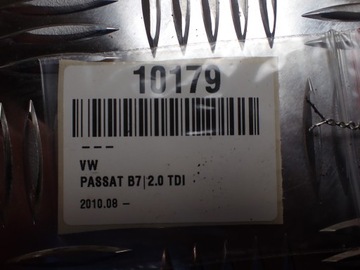 10179
---
VW
PASSAT B7|2.0 TDI
2010.08 -